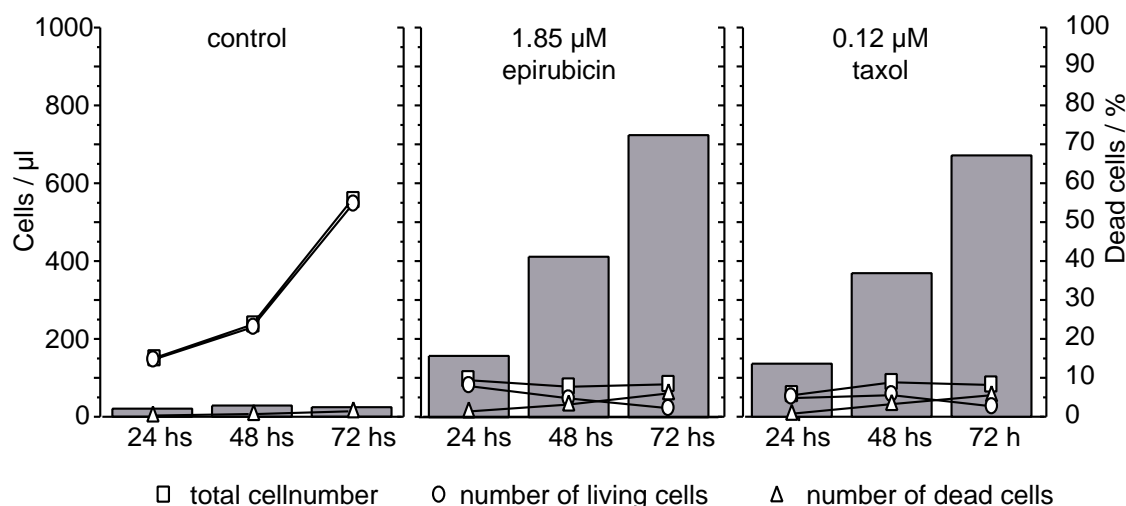 1000
800
600
400
200
0
Cells / µl
control
1.85 µM
epirubicin
0.12 µM
taxol
100
90
80
70
60
50
40
30
20
10
0
Dead cells / %
24 hs 48 hs 72 hs
24 hs 48 hs 72 hs
24 hs 48 hs 72 h
total cellnumber
number of living cells
number of dead cells